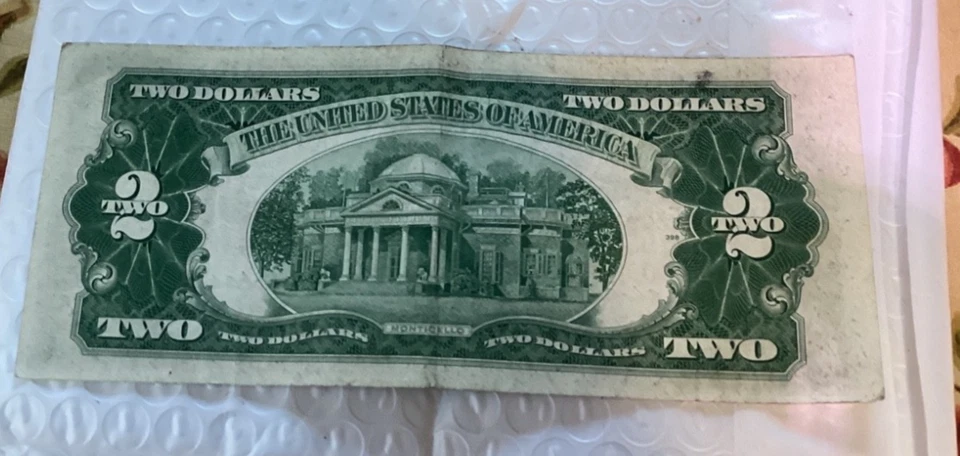 TWO DOLLARS TWO DOLLARS
THE UNITED STATES OF AMERICA
2 2
TWO TWO
MONTICELLO
TWO TWO DOLLARS TWO DOLLARS TWO